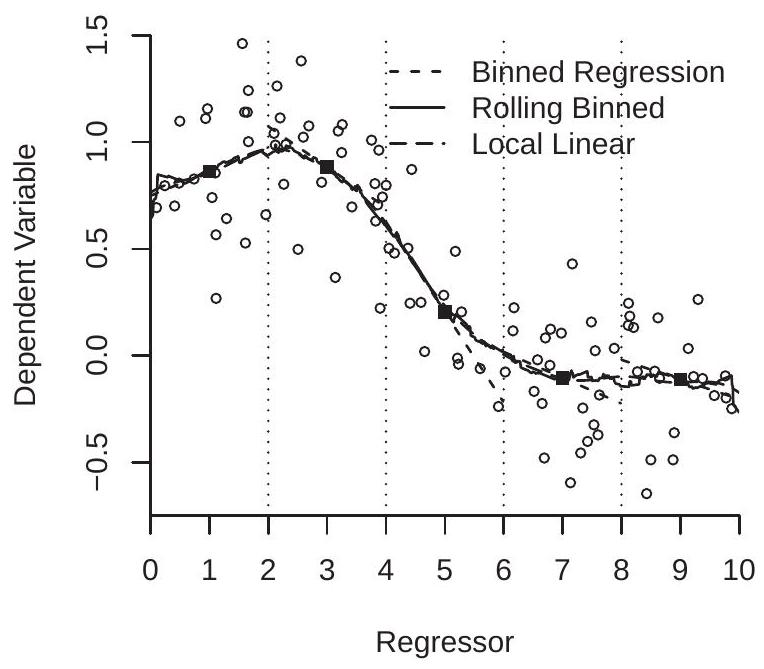 1.5
1.0
0.5
0.0
−0.5
Dependent Variable
Binned Regression
Rolling Binned
Local Linear
0 1 2 3 4 5 6 7 8 9 10
Regressor